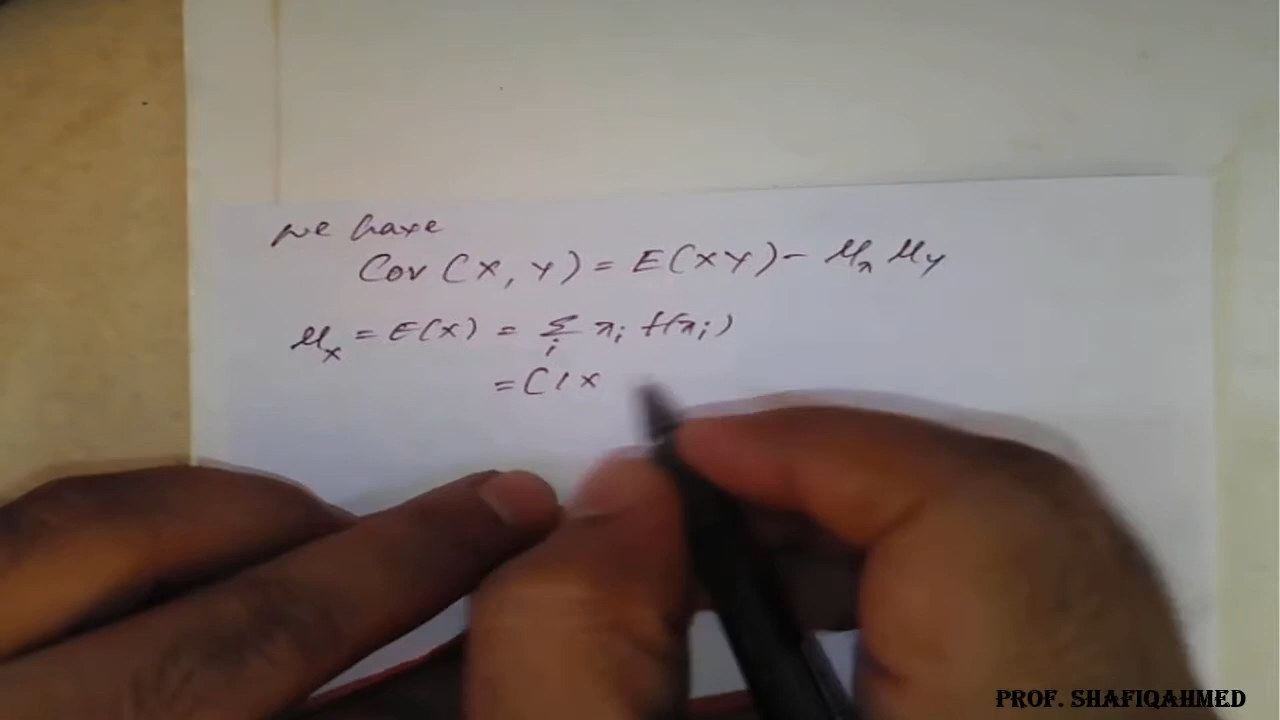 we have
Cov (X, Y) = E(XY) - μx μy
μx = E(X) = Σi xi f(xi)
= (1 x
PROF. SHAFIQAHMED